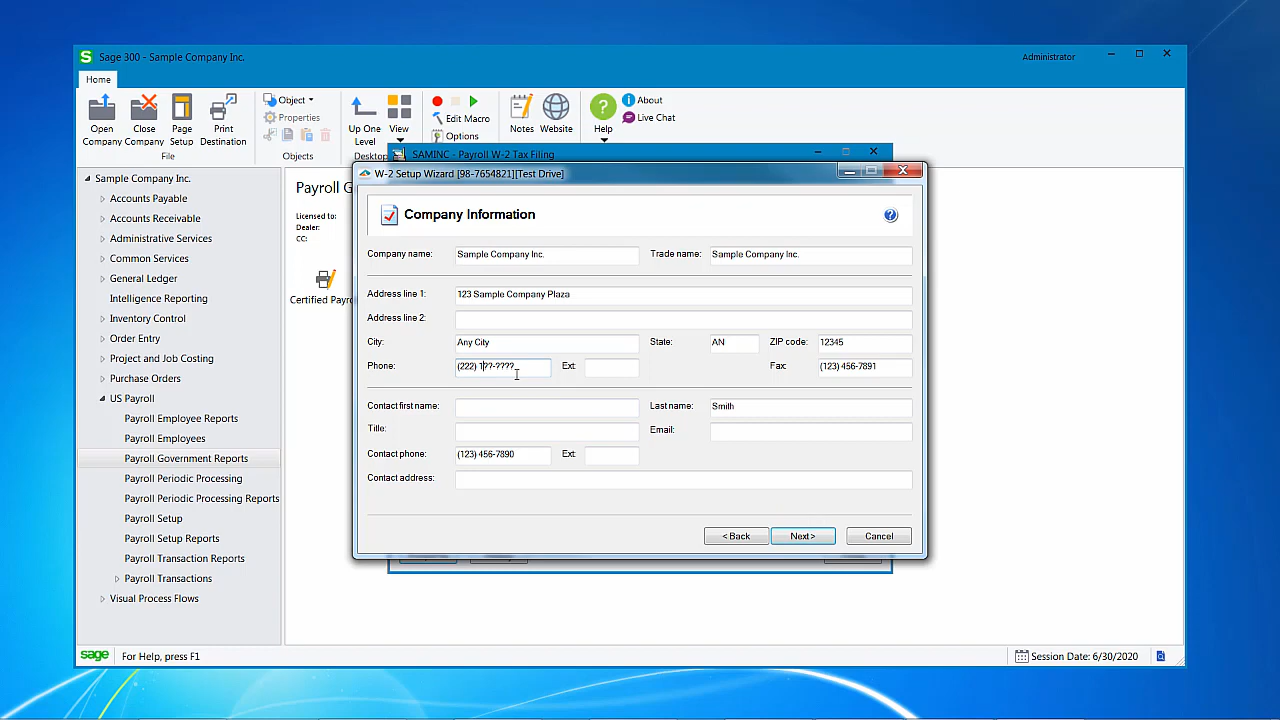 Sage 300 - Sample Company Inc.
Administrator
Home
Open Company
Close Company
Page Setup
Print Destination
File
Object
Properties
Objects
Up One Level
View
Desktop
Edit Macro
Options
Notes
Website
Help
About
Live Chat
Sample Company Inc.
Accounts Payable
Accounts Receivable
Administrative Services
Common Services
General Ledger
Intelligence Reporting
Inventory Control
Order Entry
Project and Job Costing
Purchase Orders
US Payroll
Payroll Employee Reports
Payroll Employees
Payroll Government Reports
Payroll Periodic Processing
Payroll Periodic Processing Reports
Payroll Setup
Payroll Setup Reports
Payroll Transaction Reports
Payroll Transactions
Visual Process Flows
Payroll G
Licensed to:
Dealer:
CC:
Certified Payro
SAMINC - Payroll W-2 Tax Filing
W-2 Setup Wizard [98-7654821][Test Drive]
Company Information
Company name: Sample Company Inc. Trade name: Sample Company Inc.
Address line 1: 123 Sample Company Plaza
Address line 2:
City: Any City State: AN ZIP code: 12345
Phone: (222) 1??-???? Ext: Fax: (123) 456-7891
Contact first name: Last name: Smith
Title: Email:
Contact phone: (123) 456-7890 Ext:
Contact address:
< Back Next > Cancel
sage For Help, press F1
Session Date: 6/30/2020